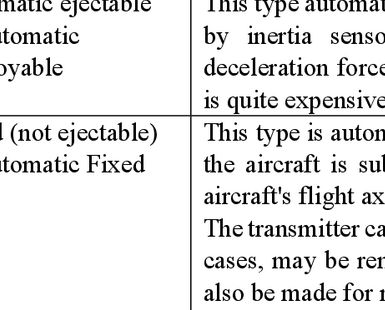 matic ejectable
utomatic
oyable
This type automat
by inertia senso
deceleration force
is quite expensive
d (not ejectable)
utomatic Fixed
This type is auton
the aircraft is sub
aircraft's flight ax
The transmitter ca
cases, may be ren
also be made for r